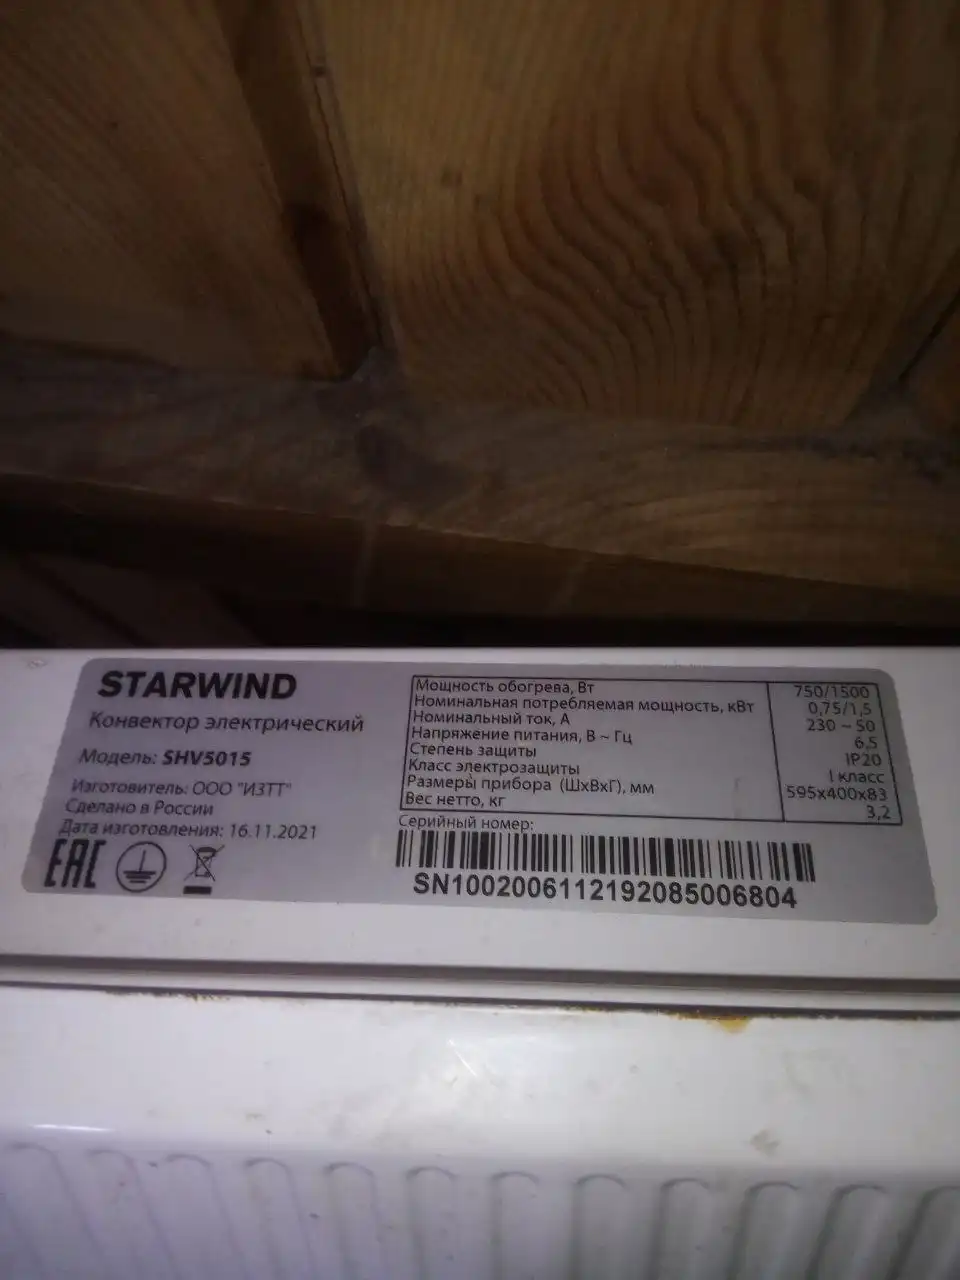 STARWIND
Конвектор электрический
Модель: SHV5015
Изготовитель: ООО "ИЗТТ"
Сделано в России
Дата изготовления: 16.11.2021
EAC
Мощность обогрева, Вт 750/1500
Номинальная потребляемая мощность, кВт 0,75/1,5
Номинальный ток, А 230 ~ 50
Напряжение питания, В ~ Гц 6,5
Степень защиты IP20
Класс электрозащиты I класс
Размеры прибора (ШхВхГ), мм 595х400х83
Вес нетто, кг 3,2
Серийный номер:
SN1002006112192085006804